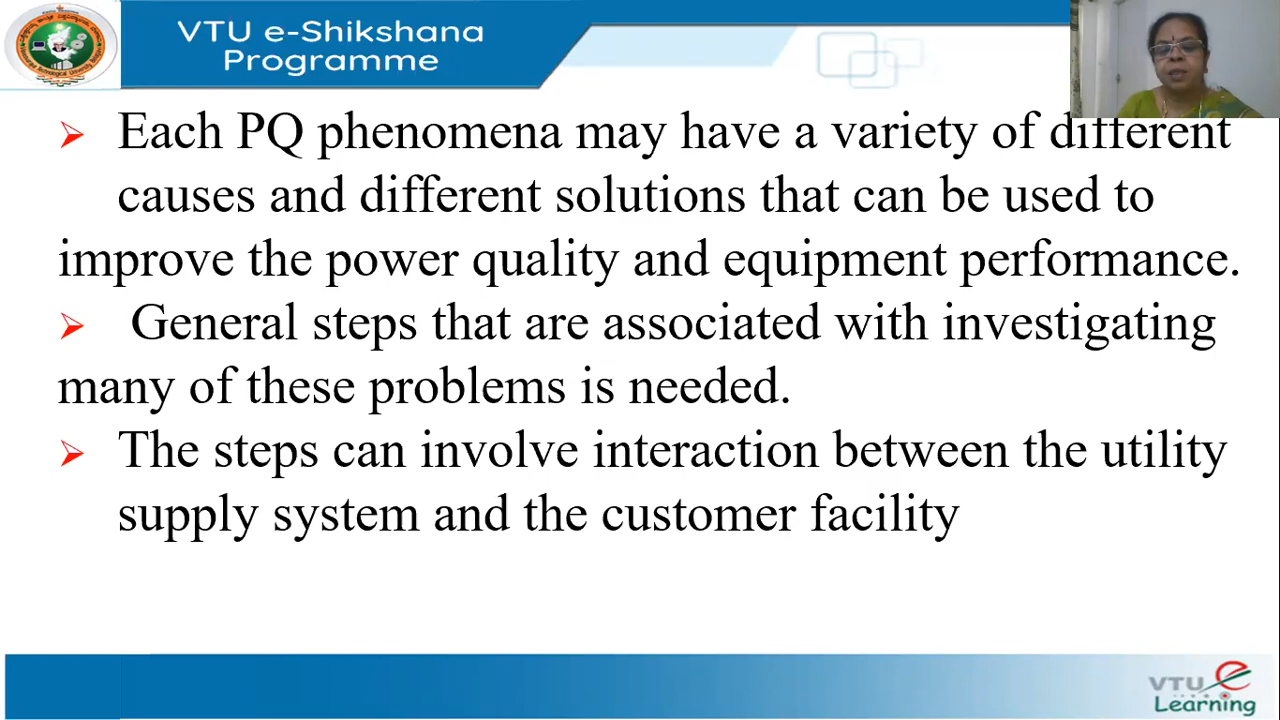 VTU e-Shikshana
Programme
Each PQ phenomena may have a variety of different
causes and different solutions that can be used to
improve the power quality and equipment performance.
General steps that are associated with investigating
many of these problems is needed.
The steps can involve interaction between the utility
supply system and the customer facility
VTU e
Learning